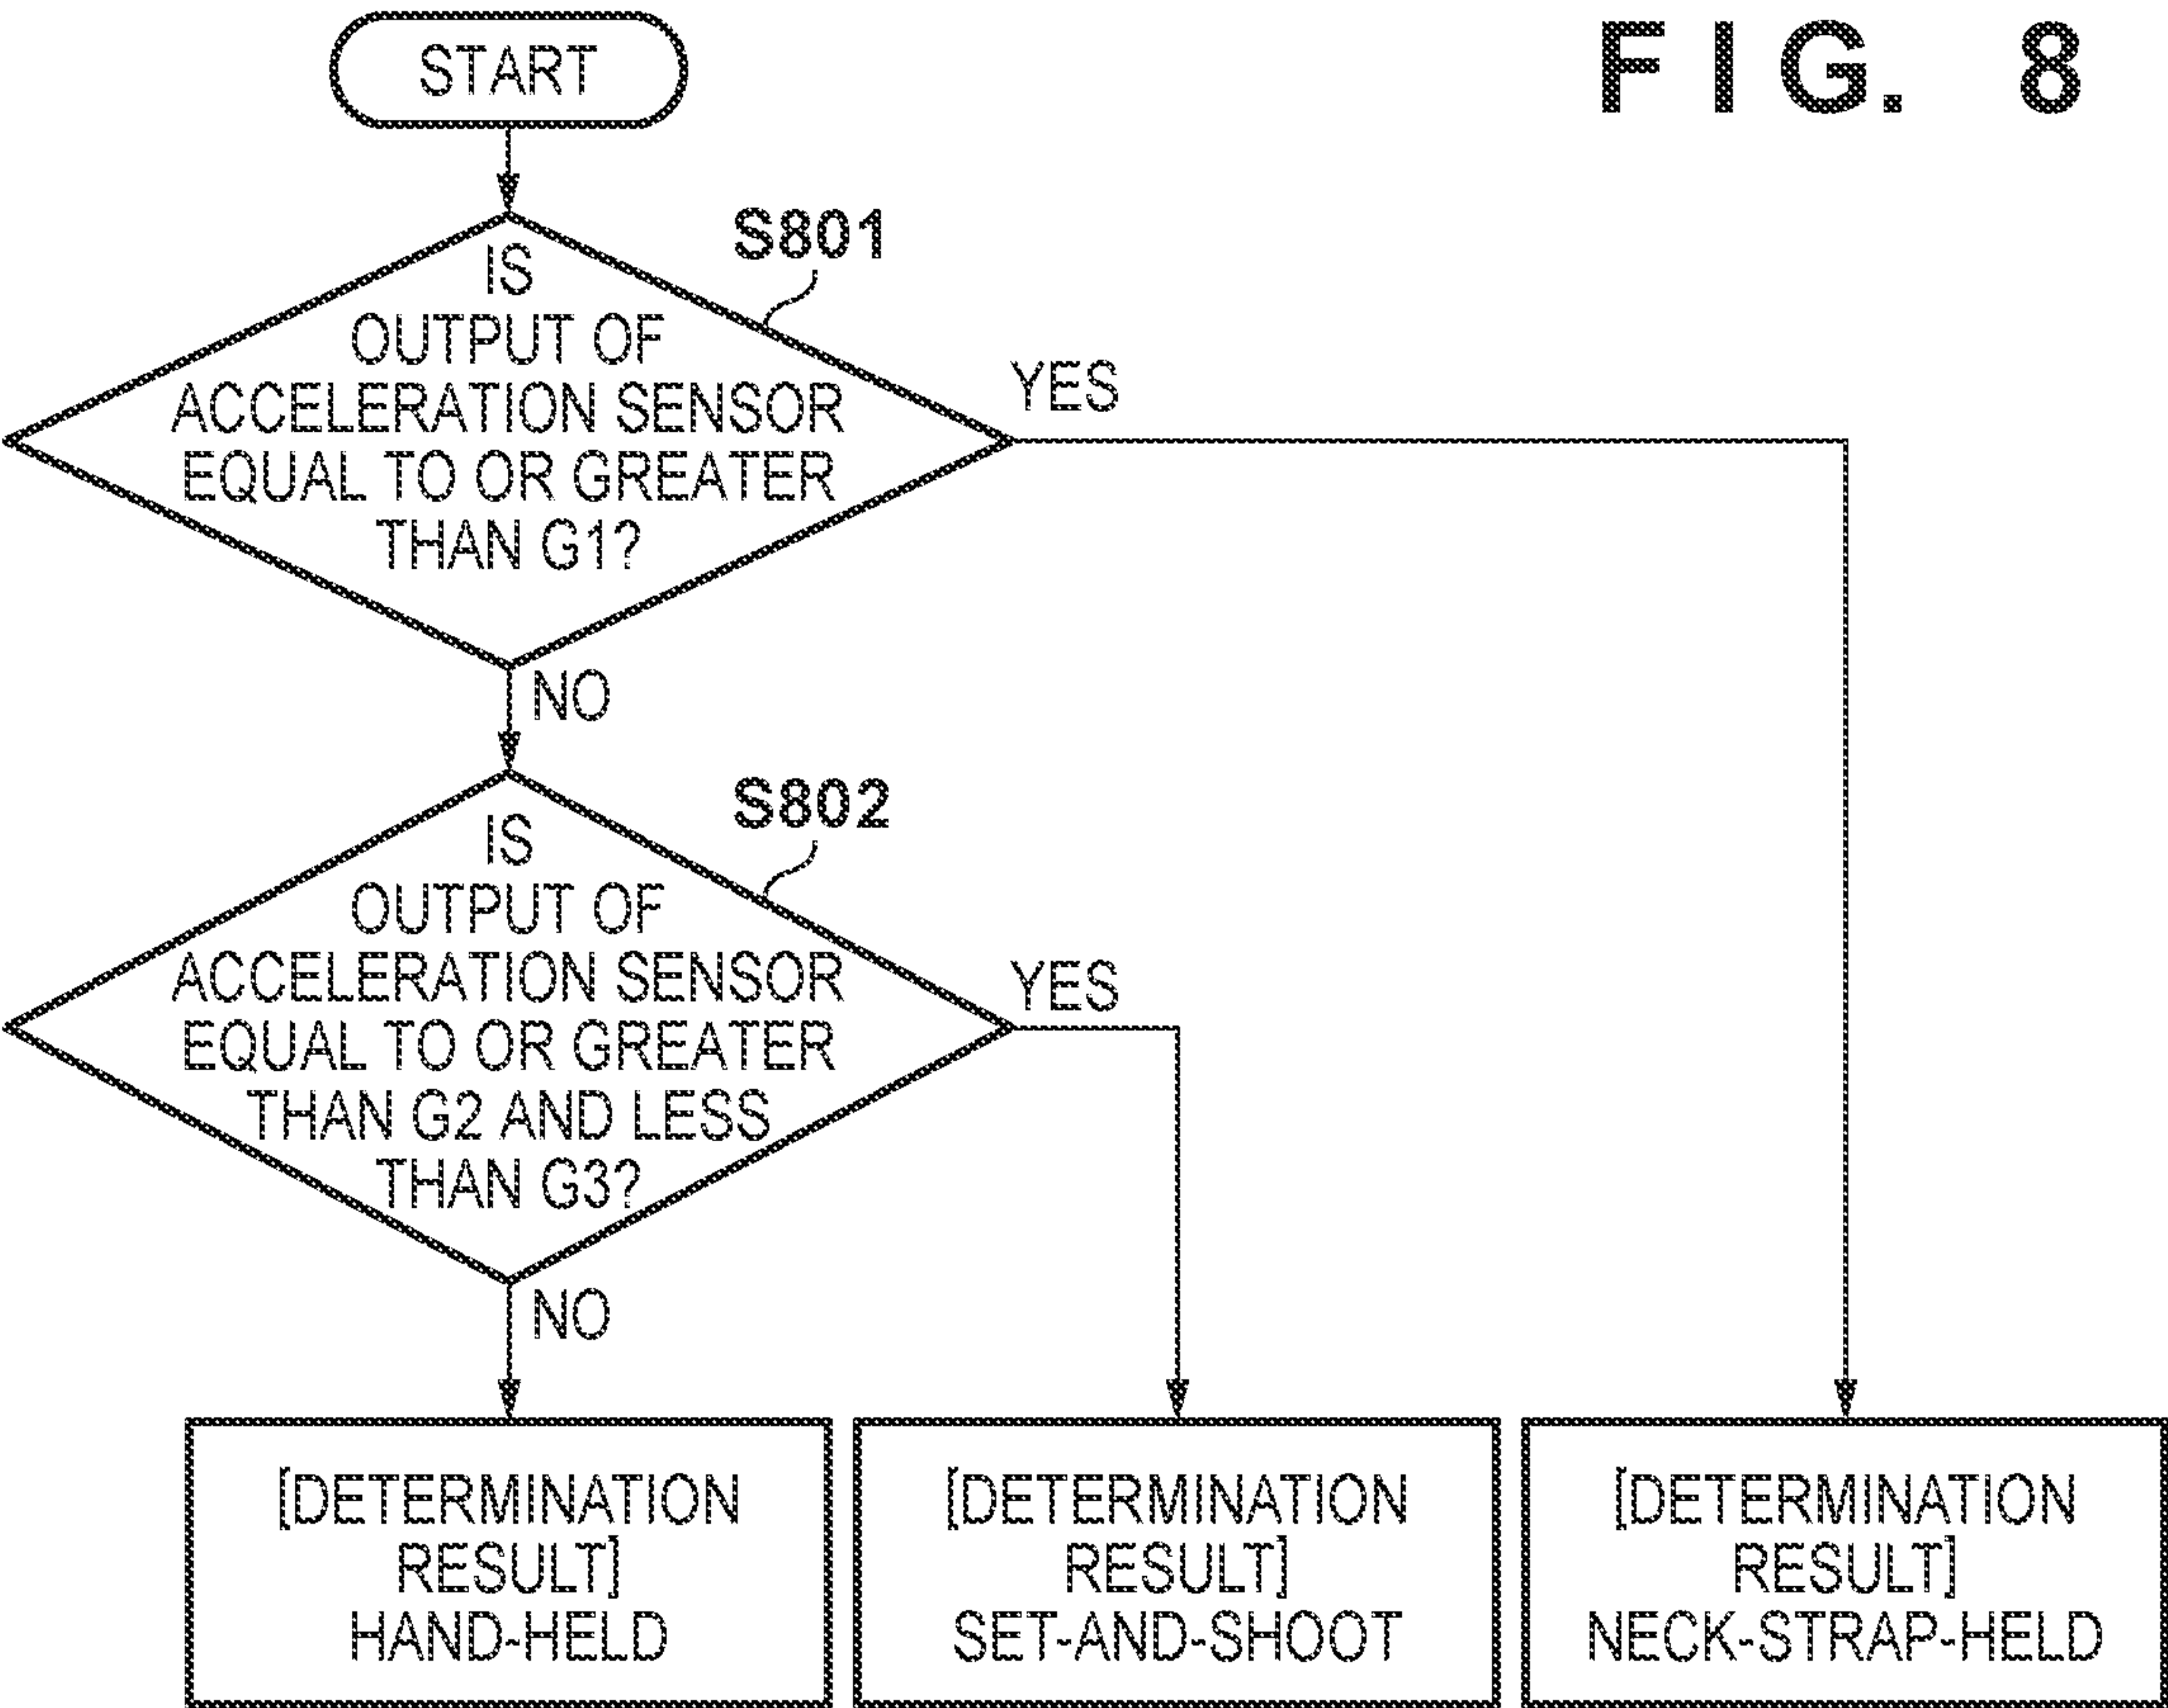 FIG. 8
START
S801
IS
OUTPUT OF
ACCELERATION SENSOR
EQUAL TO OR GREATER
THAN G1?
YES
NO
S802
IS
OUTPUT OF
ACCELERATION SENSOR
EQUAL TO OR GREATER
THAN G2 AND LESS
THAN G3?
YES
NO
[DETERMINATION
RESULT]
HAND-HELD
[DETERMINATION
RESULT]
SET-AND-SHOOT
[DETERMINATION
RESULT]
NECK-STRAP-HELD